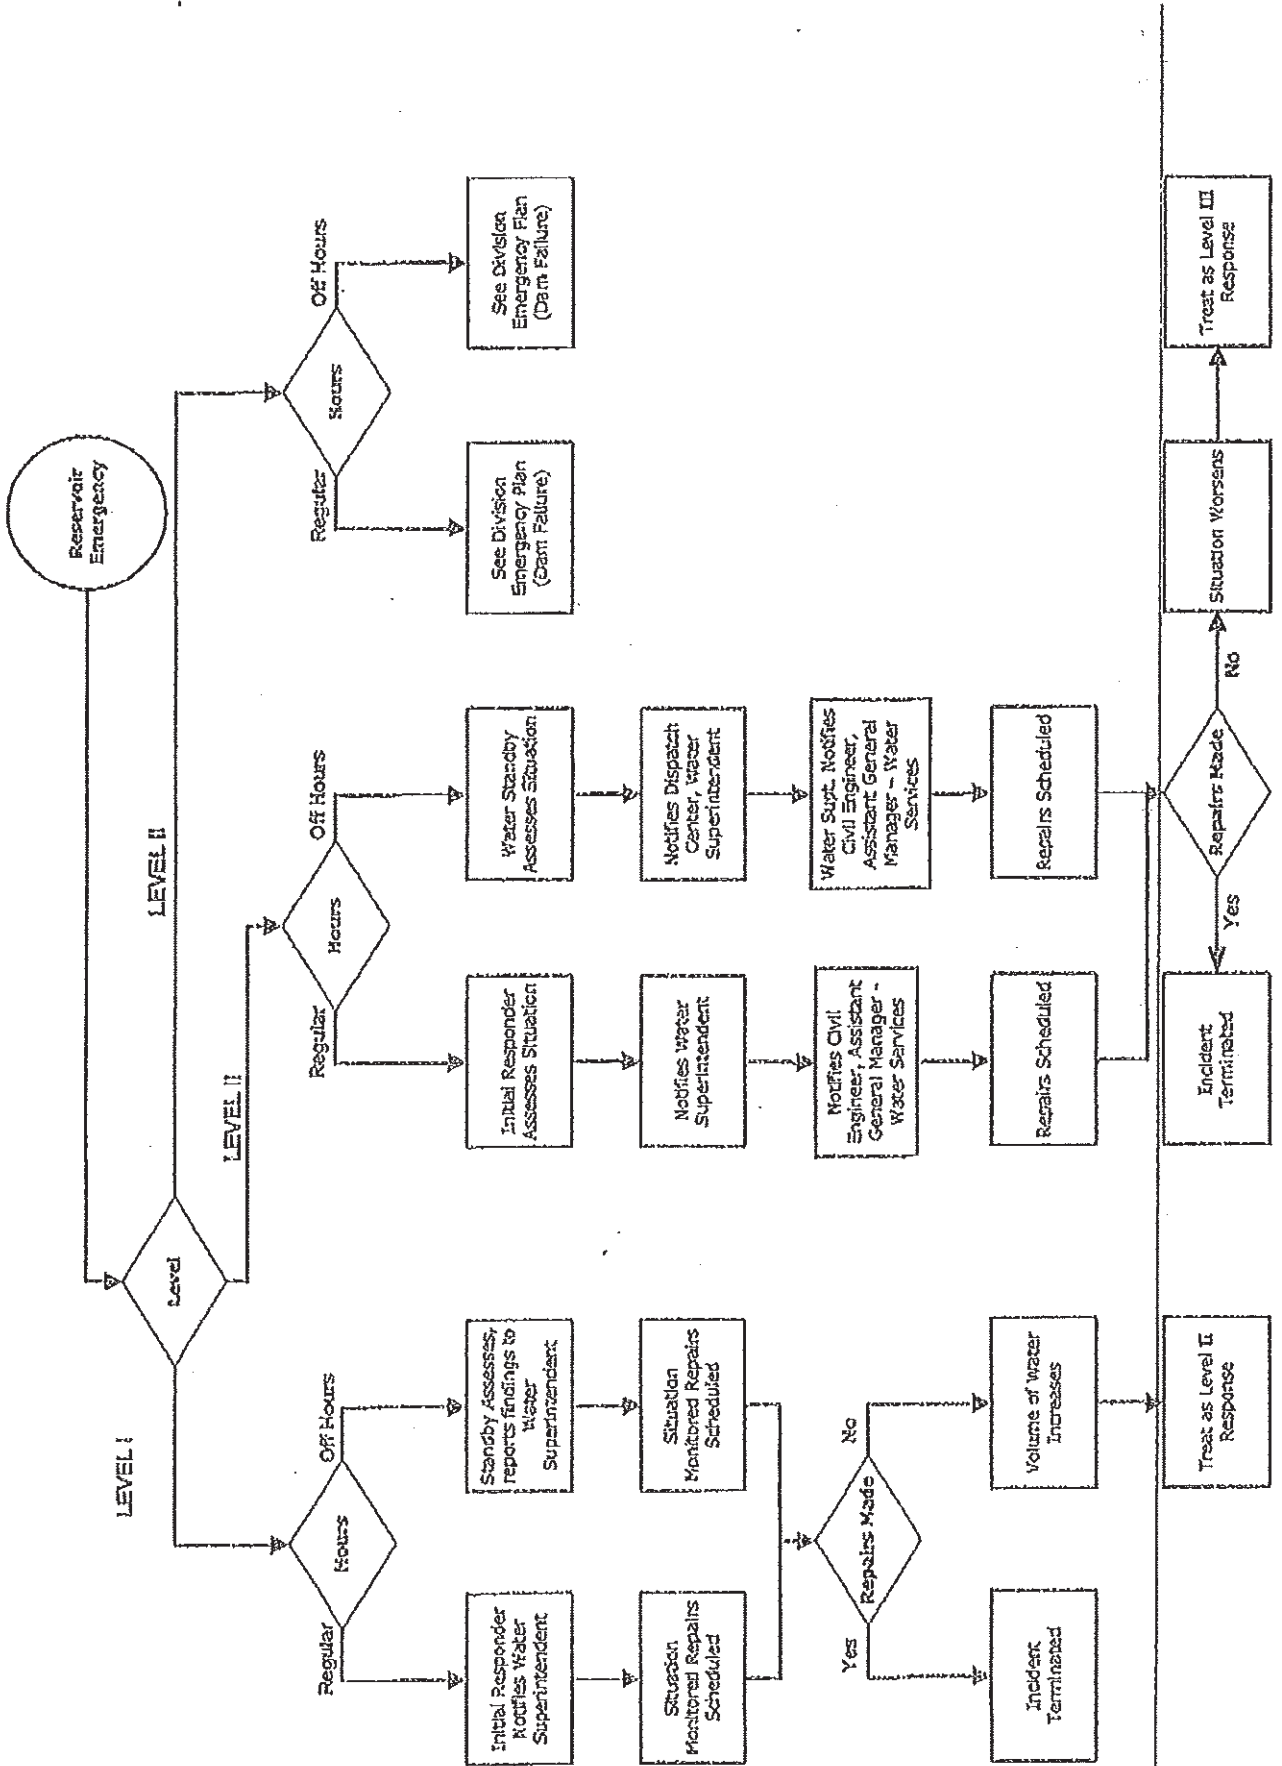 Reservoir
Emergency
Level
LEVEL I
LEVEL II
LEVEL II
Hours
Regular
Off Hours
Hours
Regular
Off Hours
Hours
Regular
Off Hours
Initial Responder
Notifies Water
Superintendent
Standby Assesses,
reports findings to
Water
Superintendent
Initial Responder
Assesses Situation
Water Standby
Assesses Situation
See Division
Emergency Plan
(Dam Failure)
See Division
Emergency Plan
(Dam Failure)
Situation
Monitored Repairs
Scheduled
Situation
Monitored Repairs
Scheduled
Notifies Water
Superintendent
Notifies Dispatch
Center, Water
Superintendent
Repairs Made
Yes
No
Notifies Civil
Engineer, Assistant
General Manager –
Water Services
Water Supt. Notifies
Civil Engineer,
Assistant General
Manager – Water
Services
Incident
Terminated
Volume of Water
Increases
Repairs Scheduled
Repairs Scheduled
Treat as Level II
Response
Incident
Terminated
Yes
Repairs Made
No
Situation Worsens
Treat as Level III
Response